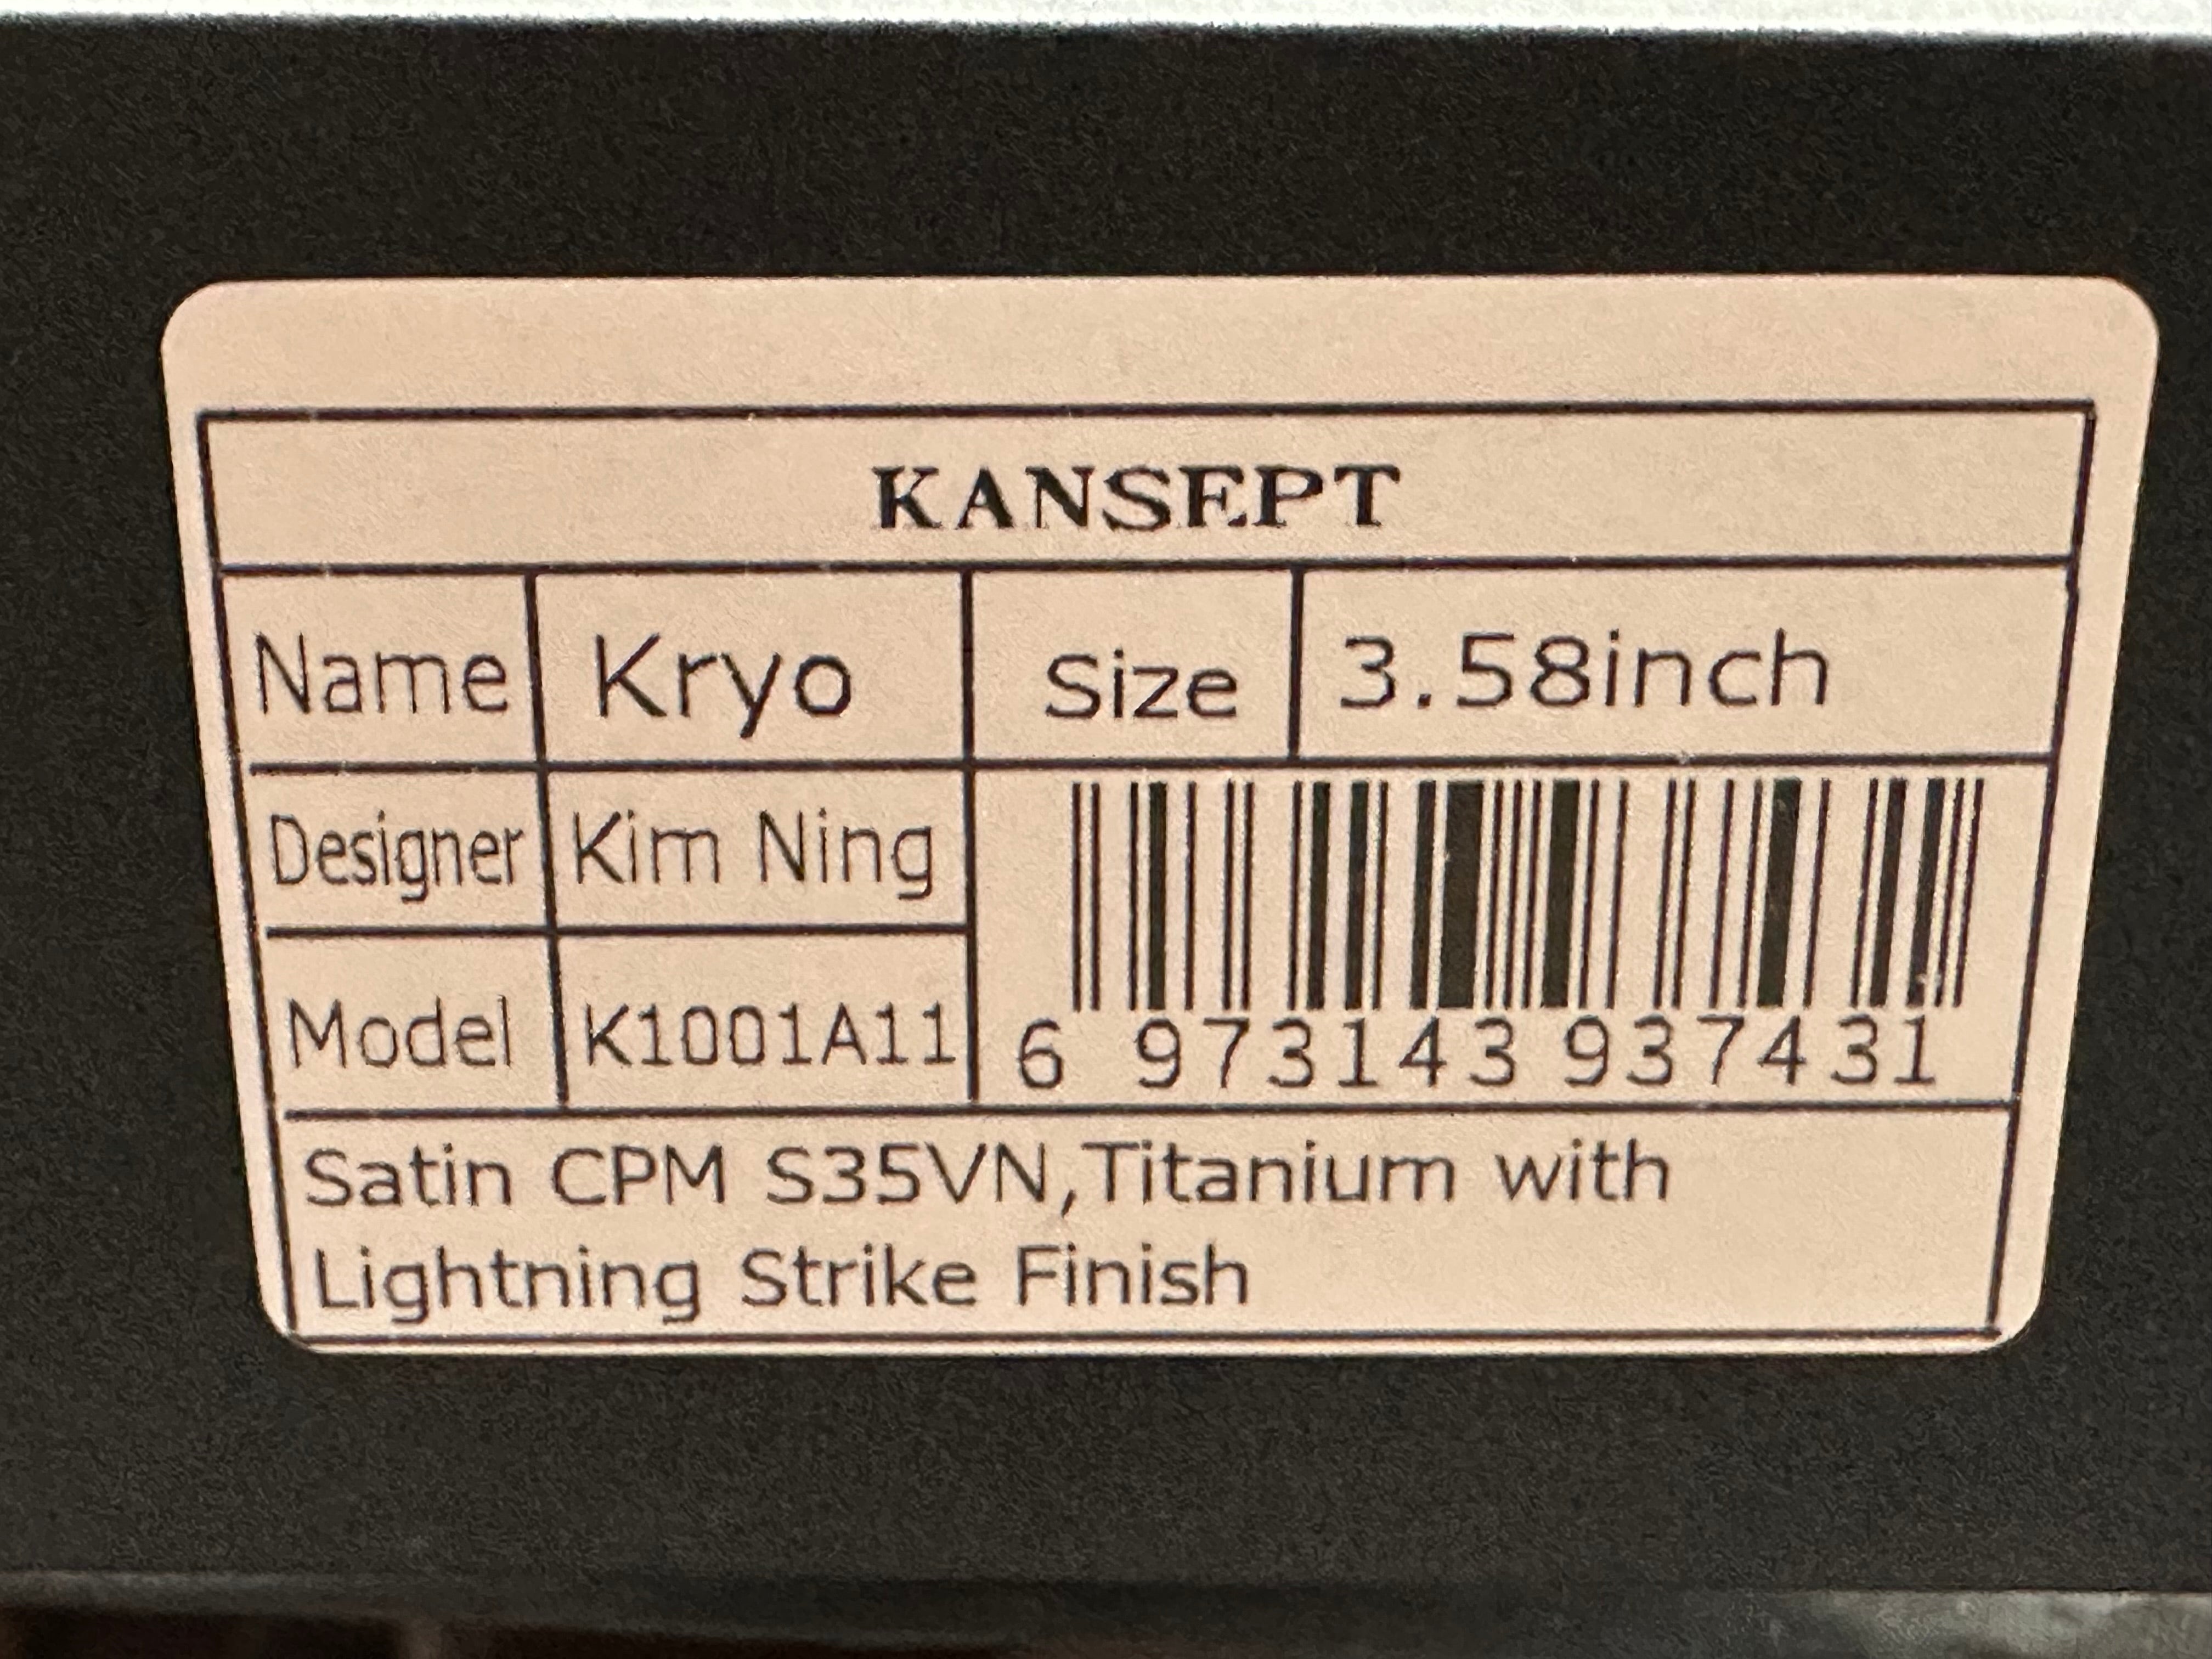 KANSEPT
Name Kryo Size 3.58inch
Designer Kim Ning
Model K1001A11 6 973143 937431
Satin CPM S35VN,Titanium with
Lightning Strike Finish